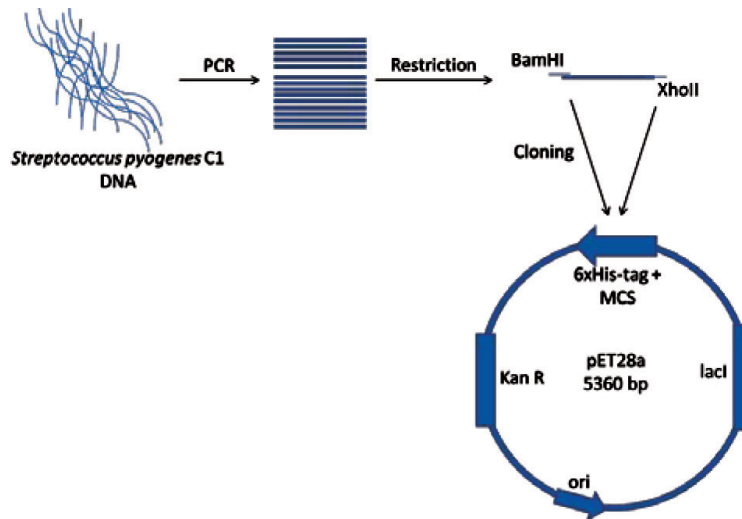 PCR
Restriction
BamHI
XhoII
Streptococcus pyogenes C1
DNA
Cloning
6xHis-tag +
MCS
Kan R
pET28a
5360 bp
lacI
ori